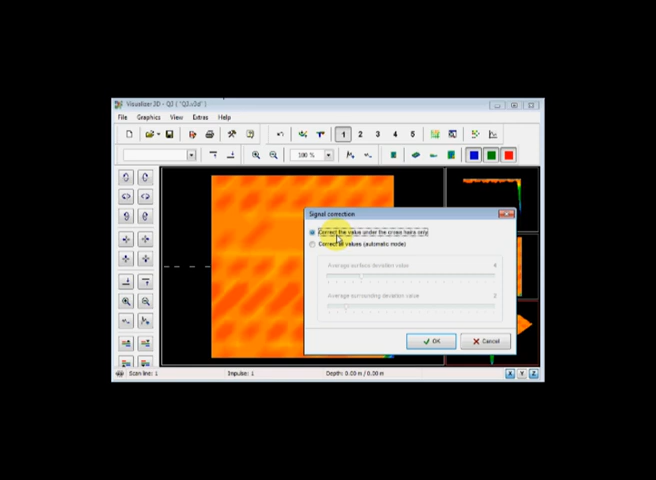 Visualizer 3D - Q3 ( "Q3.v3d" )
File Graphics View Extras Help
1 2 3 4 5
100 %
Signal correction
Correct the value under the cross hairs only
Correct all values (automatic mode)
Average surface deviation value 4
Average surrounding deviation value 2
OK Cancel
Scan line: 1 Impulse: 1 Depth: 0.00 m / 0.00 m X Y Z